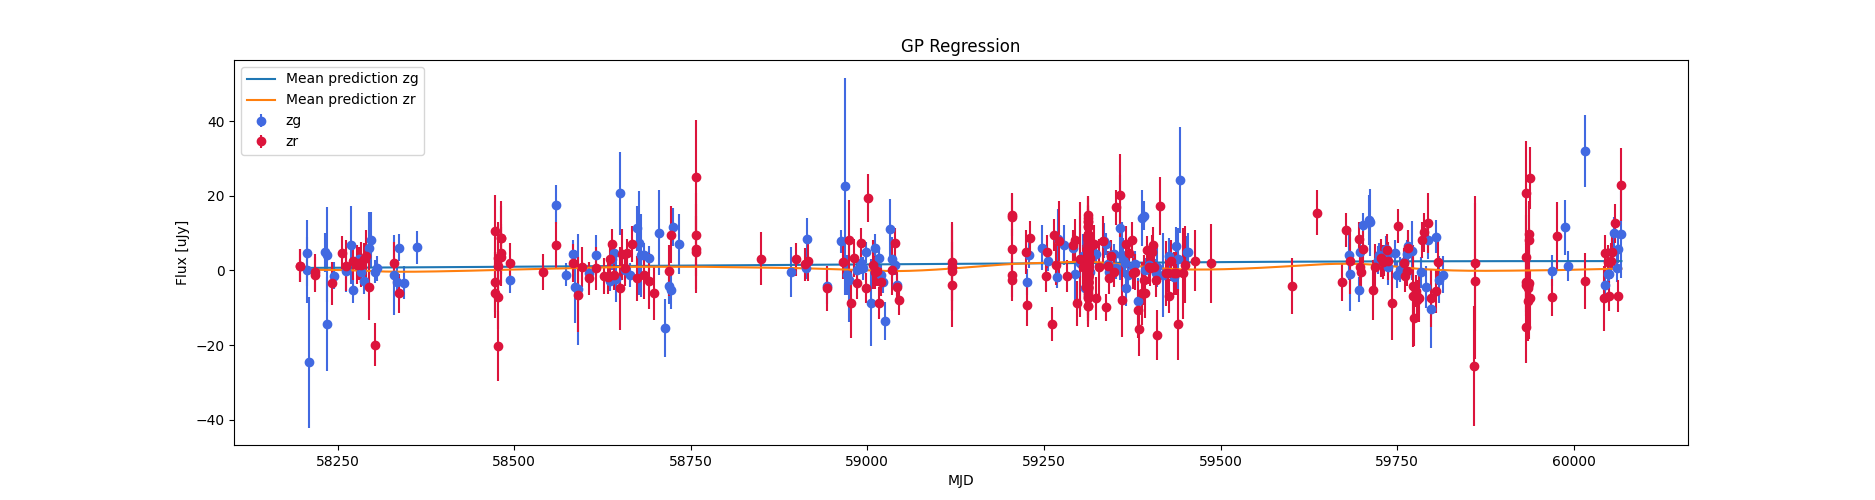 GP Regression
Mean prediction zg
Mean prediction zr
zg
zr
Flux [uJy]
40
20
0
−20
−40
58250 58500 58750 59000 59250 59500 59750 60000
MJD